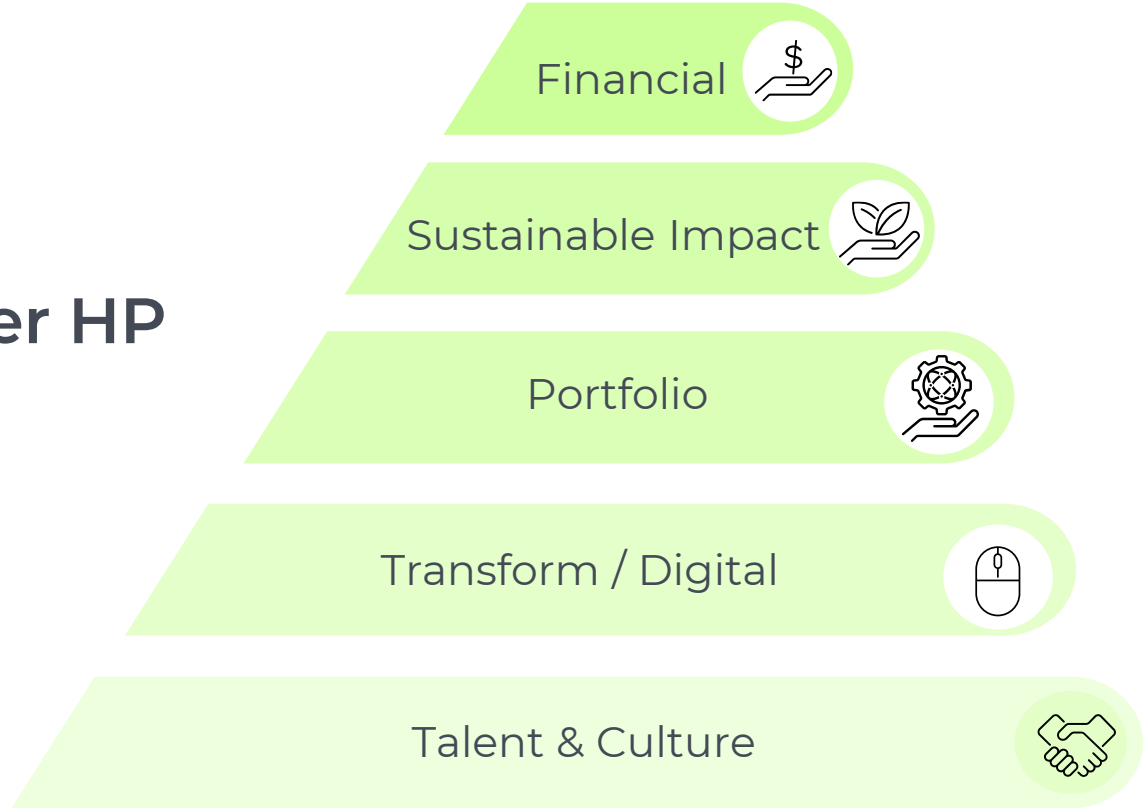 Financial
Sustainable Impact
er HP
Portfolio
Transform / Digital
Talent & Culture